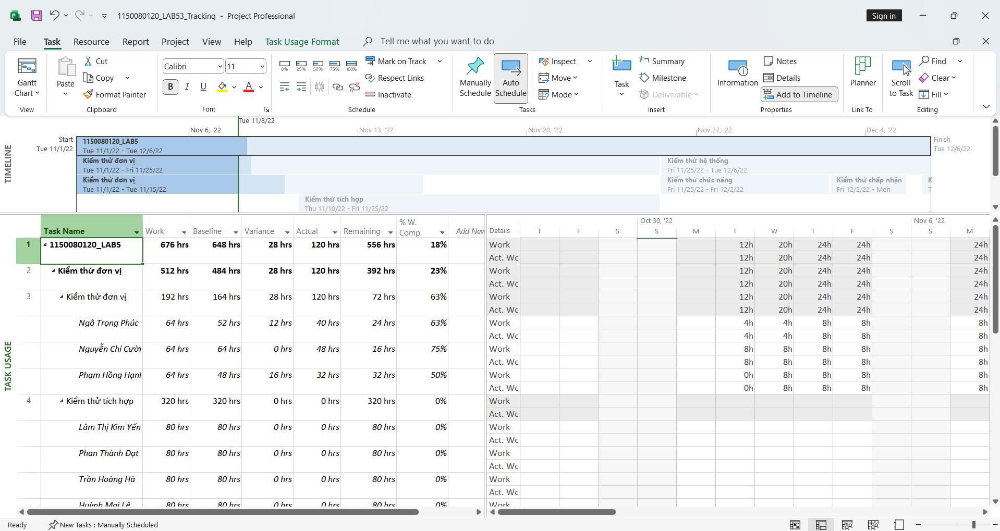 1150080120_LAB53_Tracking - Project Professional
Sign in
File Task Resource Report Project View Help Task Usage Format Tell me what you want to do
Gantt Chart
View
Paste
Cut
Copy
Format Painter
Clipboard
Calibri 11
B I U A
Font
0% 25% 50% 75% 100%
Mark on Track
Respect Links
Inactivate
Schedule
Manually Schedule
Auto Schedule
Inspect
Move
Mode
Tasks
Task
Summary
Milestone
Deliverable
Insert
Information
Notes
Details
Add to Timeline
Properties
Planner
Link To
Scroll to Task
Find
Clear
Fill
Editing
TIMELINE
Tue 11/8/22
Nov 6, '22 Nov 13, '22 Nov 20, '22 Nov 27, '22 Dec 4, '22
Start
Tue 11/1/22
Finish
Tue 12/6/22
1150080120_LAB5
Tue 11/1/22 - Tue 12/6/22
Kiểm thử đơn vị
Tue 11/1/22 - Fri 11/25/22
Kiểm thử hệ thống
Fri 11/25/22 - Tue 12/6/22
Kiểm thử đơn vị
Tue 11/1/22 - Tue 11/15/22
Kiểm thử chức năng
Fri 11/25/22 - Fri 12/2/22
Kiểm thử chấp nhận
Fri 12/2/22 - Mon
K
T
Kiểm thử tích hợp
Thu 11/10/22 - Fri 11/25/22
TASK USAGE
Task Name Work Baseline Variance Actual Remaining % W. Comp. Add New
Details Oct 30, '22 Nov 6, '22
T F S S M T W T F S S M
1 1150080120_LAB5 676 hrs 648 hrs 28 hrs 120 hrs 556 hrs 18% Work 12h 20h 24h 24h 24h
Act. Wc 12h 20h 24h 24h 24h
2 Kiểm thử đơn vị 512 hrs 484 hrs 28 hrs 120 hrs 392 hrs 23% Work 12h 20h 24h 24h 24h
Act. Wc 12h 20h 24h 24h 24h
3 Kiểm thử đơn vị 192 hrs 164 hrs 28 hrs 120 hrs 72 hrs 63% Work 12h 20h 24h 24h 24h
Act. Wc 12h 20h 24h 24h 24h
Ngô Trọng Phúc 64 hrs 52 hrs 12 hrs 40 hrs 24 hrs 63% Work 4h 4h 8h 8h 8h
Act. Wc 4h 4h 8h 8h 8h
Nguyễn Chí Cườn 64 hrs 64 hrs 0 hrs 48 hrs 16 hrs 75% Work 8h 8h 8h 8h 8h
Act. Wc 8h 8h 8h 8h 8h
Phạm Hồng Hạnh 64 hrs 48 hrs 16 hrs 32 hrs 32 hrs 50% Work 0h 8h 8h 8h 8h
Act. Wc 0h 8h 8h 8h 8h
4 Kiểm thử tích hợp 320 hrs 320 hrs 0 hrs 0 hrs 320 hrs 0% Work
Act. Wc
Lâm Thị Kim Yến 80 hrs 80 hrs 0 hrs 0 hrs 80 hrs 0% Work
Act. Wc
Phan Thành Đạt 80 hrs 80 hrs 0 hrs 0 hrs 80 hrs 0% Work
Act. Wc
Trần Hoàng Hà 80 hrs 80 hrs 0 hrs 0 hrs 80 hrs 0% Work
Act. Wc
Huỳnh Mai Lê 80 hrs 80 hrs 0 hrs 0 hrs 80 hrs 0% Work
Ready New Tasks : Manually Scheduled